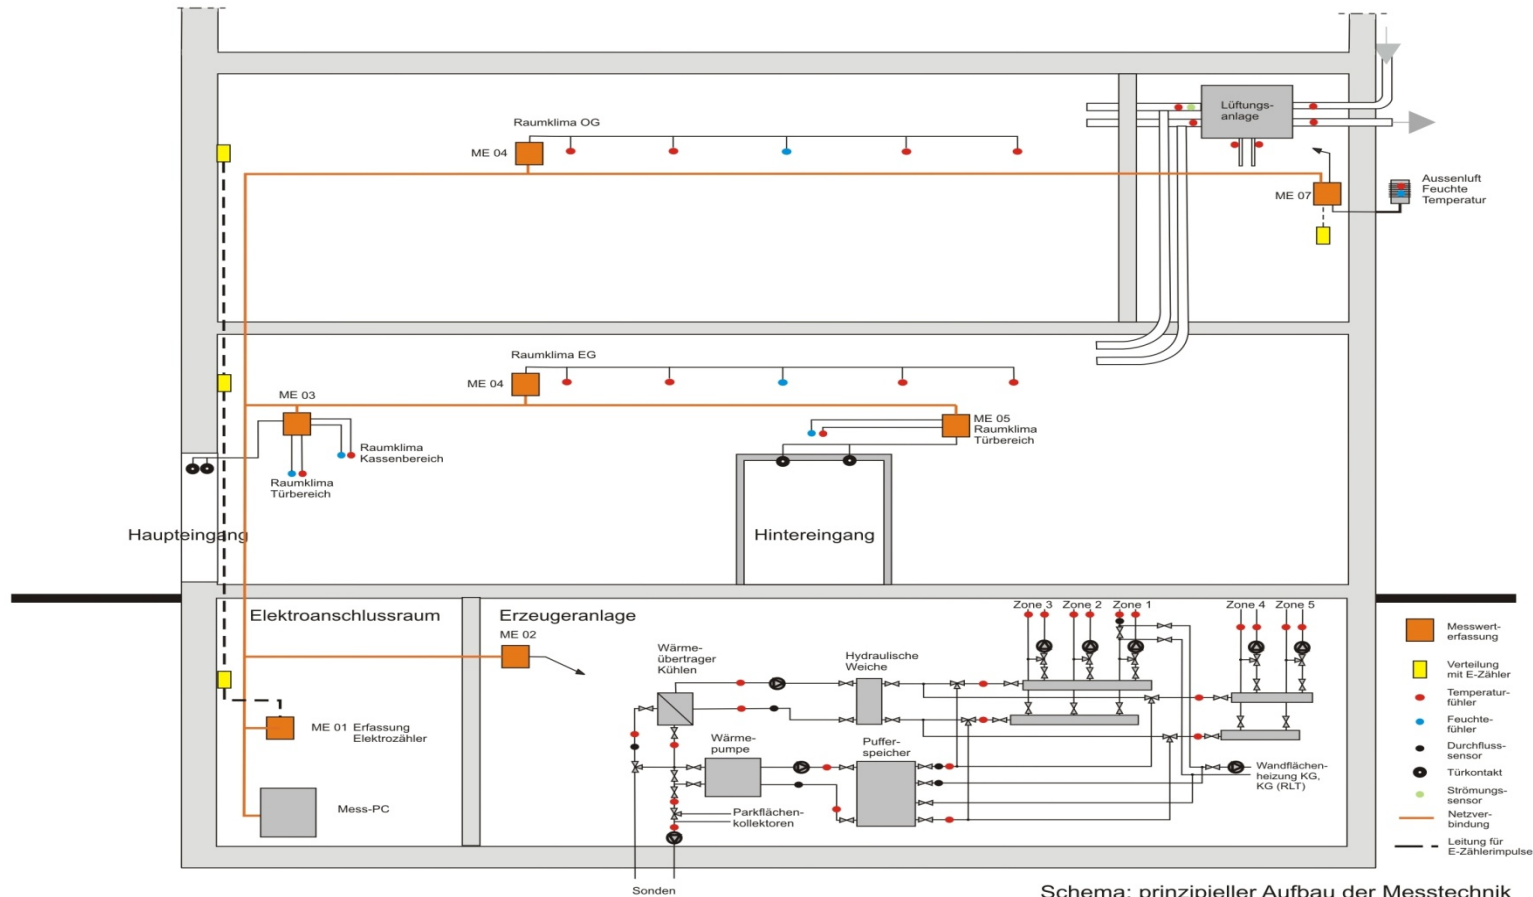 Lüftungs-
anlage
Raumklima OG
ME 04
ME 07
Aussenluft
Feuchte
Temperatur
Raumklima EG
ME 04
ME 03
ME 05
Raumklima
Türbereich
Raumklima
Kassenbereich
Raumklima
Türbereich
Haupteingang
Hintereingang
Elektroanschlussraum
Erzeugeranlage
ME 02
Zone 3
Zone 2
Zone 1
Zone 4
Zone 5
Wärme-
übertrager
Kühlen
Hydraulische
Weiche
ME 01 Erfassung
Elektrozähler
Wärme-
pumpe
Puffer-
speicher
Wandflächen-
heizung KG,
KG (RLT)
Mess-PC
Parkflächen-
kollektoren
Sonden
Messwert-
erfassung
Verteilung
mit E-Zähler
Temperatur-
fühler
Feuchte-
fühler
Durchfluss-
sensor
Türkontakt
Strömungs-
sensor
Netzver-
bindung
Leitung für
E-Zählerimpulse
Schema: prinzipieller Aufbau der Messtechnik